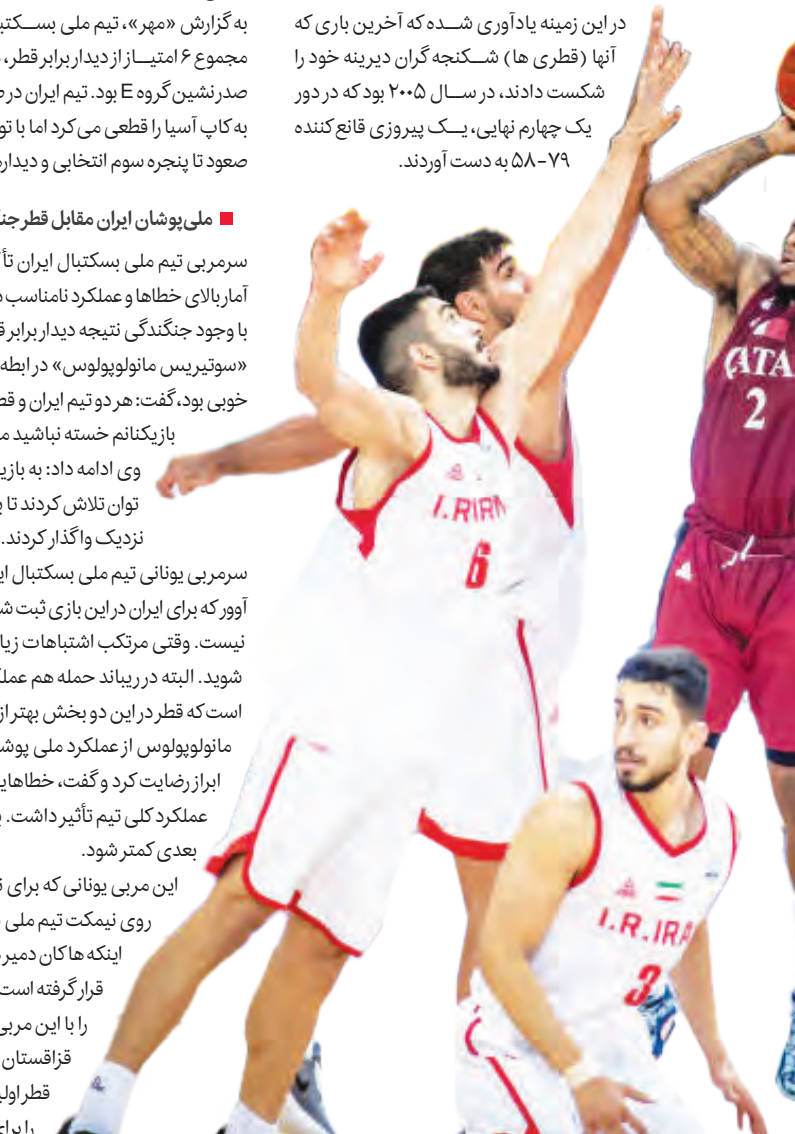 در این زمینه یادآوری شده که آخرین باری که
آنها (قطری ها) شکنجه گران دیرینه خود را
شکست دادند، در سال ۲۰۰۵ بود که در دور
یک چهارم نهایی، یک پیروزی قانع کننده
۵۸-۷۹ به دست آوردند.
به گزارش «مهر»، تیم ملی
مجموع ۶ امتیاز از دیدار برابر قطر،
صدرنشین گروه E بود. تیم ایران در
به کاپ آسیا را قطعی می‌کرد اما با
صعود تا پنجره سوم انتخابی و
■ ملی‌پوشان ایران مقابل قطر
سرمربی تیم ملی بسکتبال ایران
آمار بالای خطاها و عملکرد نامناسب
با وجود جنگندگی نتیجه دیدار برابر
«سوتیریس مانولوپولوس» در ابطه
خوبی بود، گفت: هر دو تیم ایران و
بازیکنانم خسته نباشید
وی ادامه داد: به
توان تلاش کردند تا
نزدیک واگذار کردند.
سرمربی یونانی تیم ملی بسکتبال
آوور که برای ایران در این بازی ثبت
نیست. وقتی مرتکب اشتباهات
شوید. البته در ریباند حمله هم
است که قطر در این دو بخش بهتر از
مانولوپولوس از عملکرد ملی
ابراز رضایت کرد و گفت،
عملکرد کلی تیم تأثیر داشت.
بعدی کمتر شود.
این مربی یونانی که برای
روی نیمکت تیم ملی
اینکه هاکان دمیر
قرار گرفته است
را با این مربی
قزاقستان
قطر
را
2
6
I.R.IRA
3